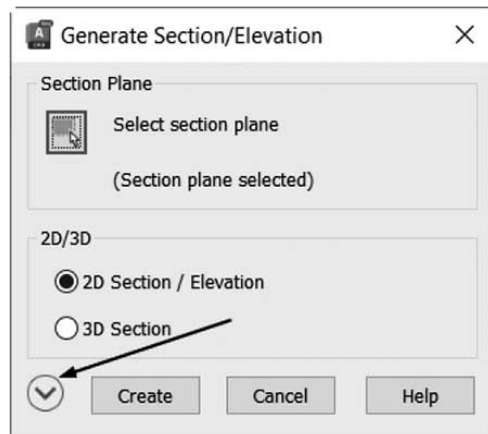 Generate Section/Elevation
Section Plane
Select section plane
(Section plane selected)
2D/3D
2D Section / Elevation
3D Section
Create Cancel Help